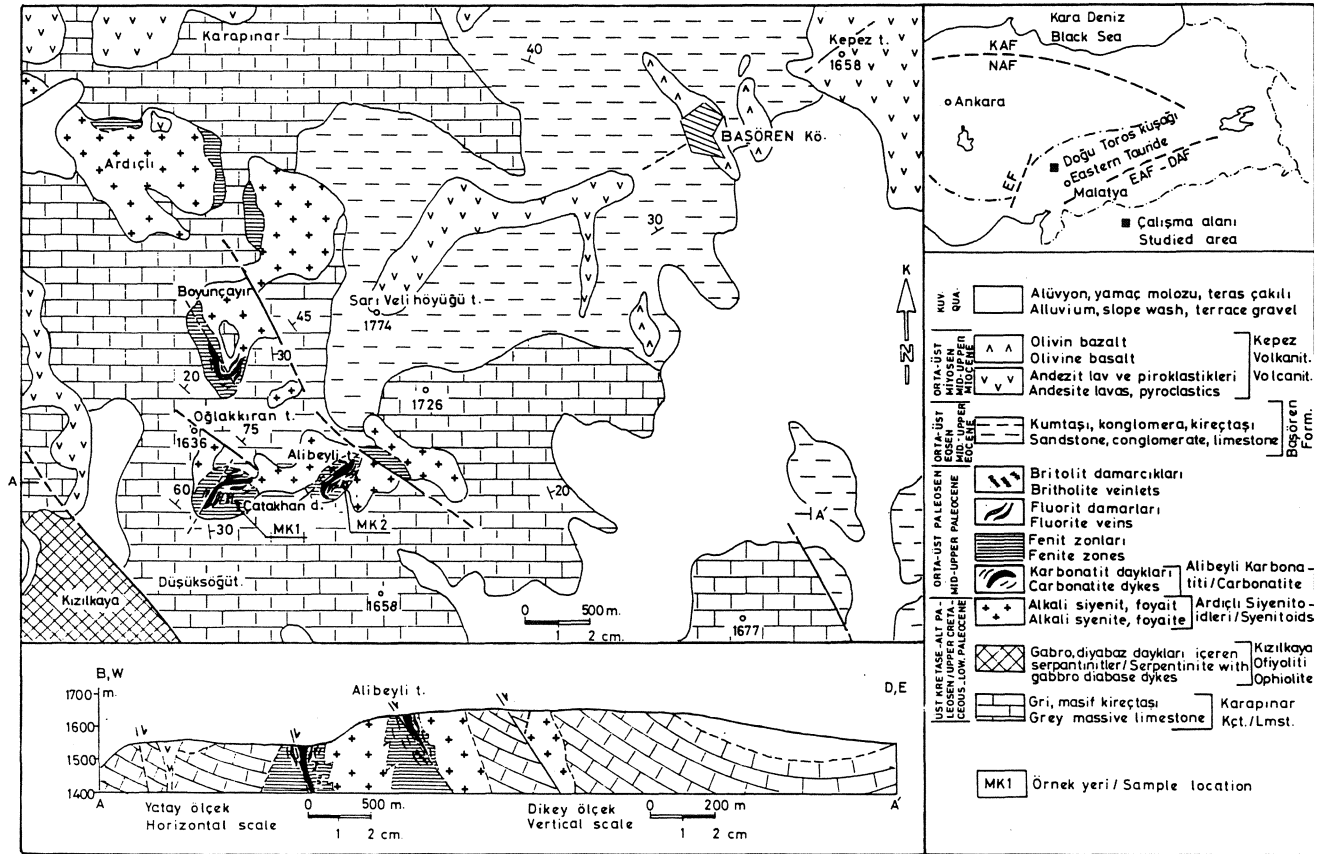 Karapınar
40
Kepez t.
1658
BAŞÖREN Kö.
Ardıçlı
30
Boyunçayır
45
Sarı Veli höyüğü t.
1774
30
20
1726
Oğlakkıran t.
1636
75
Alibeyli t.
A
60
Çatakhan d.
30
MK1
MK2
20
A'
Düşüksöğüt.
Kızılkaya
1658
0 500 m.
1 2 cm.
1677
K
N
Kara Deniz
Black Sea
KAF
NAF
Ankara
Doğu Toros kuşağı
Eastern Tauride
EF
EAF - DAF
Malatya
Çalışma alanı
Studied area
KUV.
QUA.
Alüvyon, yamaç molozu, teras çakılı
Alluvium, slope wash, terrace gravel
ORTA-ÜST
MİYOSEN
MID-UPPER
MIOCENE
Olivin bazalt
Olivine basalt
Andezit lav ve piroklastikleri
Andesite lavas, pyroclastics
Kepez
Volkanit.
Volcanit.
ORTA-ÜST
EOSEN
MID-UPPER
EOCENE
Kumtaşı, konglomera, kireçtaşı
Sandstone, conglomerate, limestone
Başören
Form.
ORTA-ÜST PALEOSEN
MID-UPPER PALEOCENE
Britolit damarcıkları
Britholite veinlets
Fluorit damarları
Fluorite veins
Fenit zonları
Fenite zones
Karbonatit daykları
Carbonatite dykes
Alibeyli Karbona-
titi/Carbonatite
ÜST KRETASE-ALT PA-
LEOSEN/UPPER CRETA-
CEOUS-LOW. PALEOCENE
Alkali siyenit, foyait
Alkali syenite, foyaite
Ardıçlı Siyenito-
idleri/Syenitoids
Gabro, diyabaz daykları içeren
serpantinitler/Serpentinite with
gabbro diabase dykes
Kızılkaya
Ofiyoliti
Ophiolite
Gri, masif kireçtaşı
Grey massive limestone
Karapınar
Kçt./Lmst.
MK1 Örnek yeri / Sample location
B,W
1700 m.
1600
1500
1400
Alibeyli t.
D,E
A
A'
Yatay ölçek
Horizontal scale
0 500 m.
1 2 cm.
Dikey ölçek
Vertical scale
0 200 m
1 2 cm.